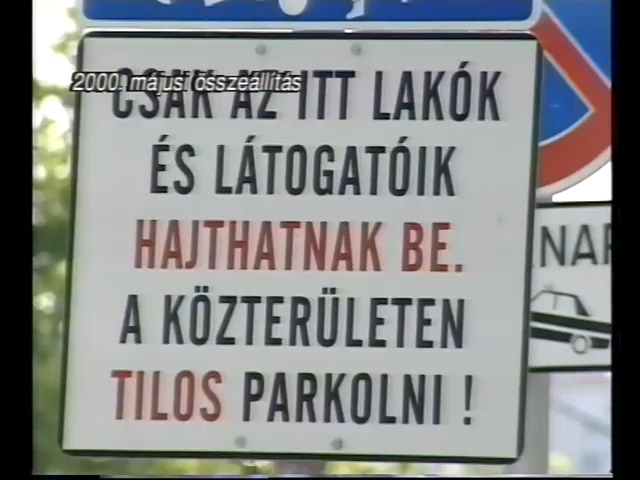 2000. májusi összeállítás
CSAK AZ ITT LAKÓK
ÉS LÁTOGATÓIK
HAJTHATNAK BE.
A KÖZTERÜLETEN
TILOS PARKOLNI !